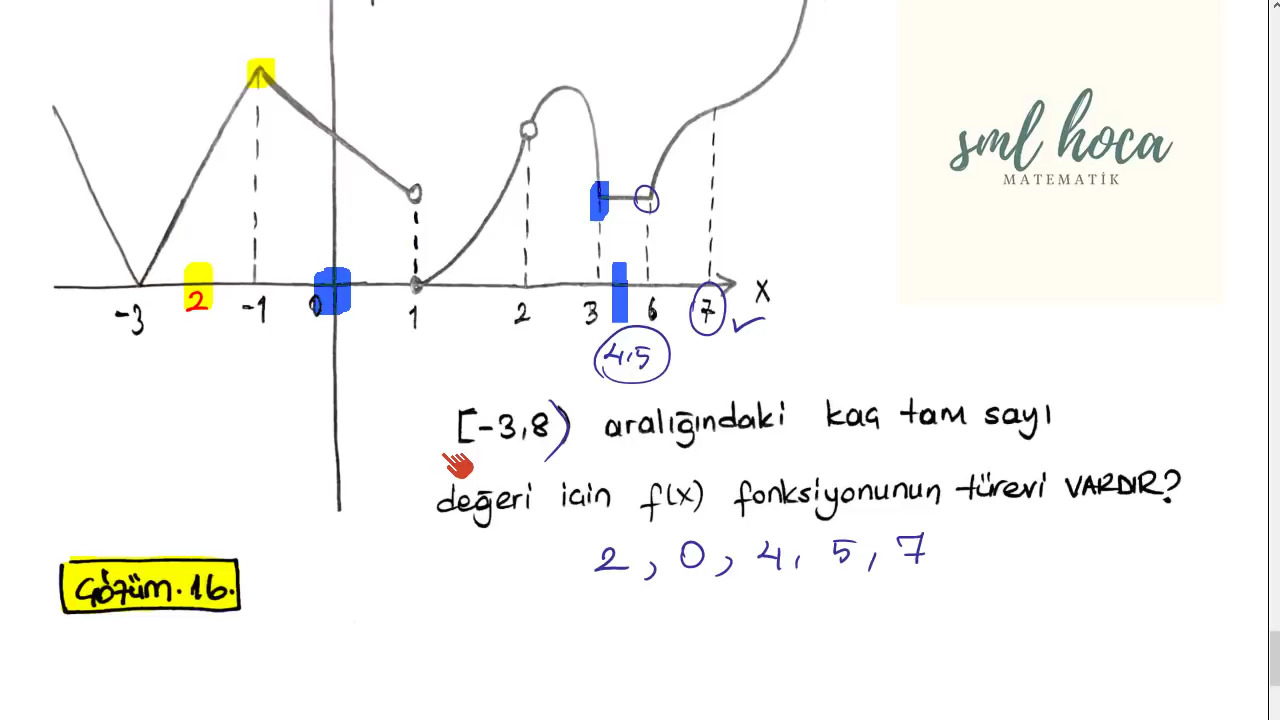 sml hoca
MATEMATİK
-3 2 -1 0 1 2 3 6 7 x
4,5
[-3,8) aralığındaki kaç tam sayı
değeri için f(x) fonksiyonunun türevi VARDIR?
2, 0, 4, 5, 7
Çözüm.16.